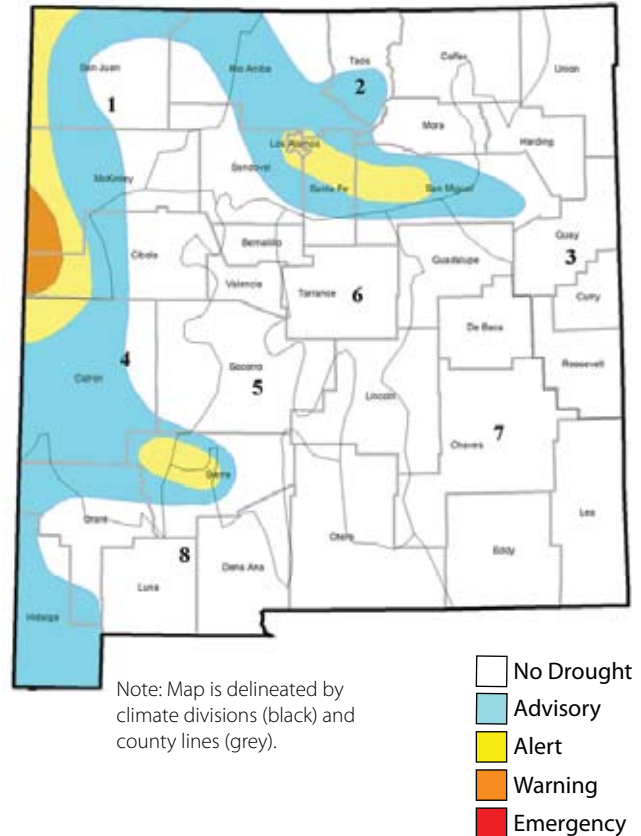 Taos
Colfax
Union
San Juan
Rio Arriba
2
1
Mora
Harding
Los Alamos
McKinley
Sandoval
Santa Fe
San Miguel
Quay
Bernalillo
3
Cibola
Guadalupe
Valencia
Torrance
6
Curry
De Baca
4
Catron
Socorro
5
Roosevelt
Lincoln
7
Chaves
Sierra
Grant
Otero
Lea
8
Eddy
Luna
Dona Ana
Hidalgo
Note: Map is delineated by
climate divisions (black) and
county lines (grey).
No Drought
Advisory
Alert
Warning
Emergency